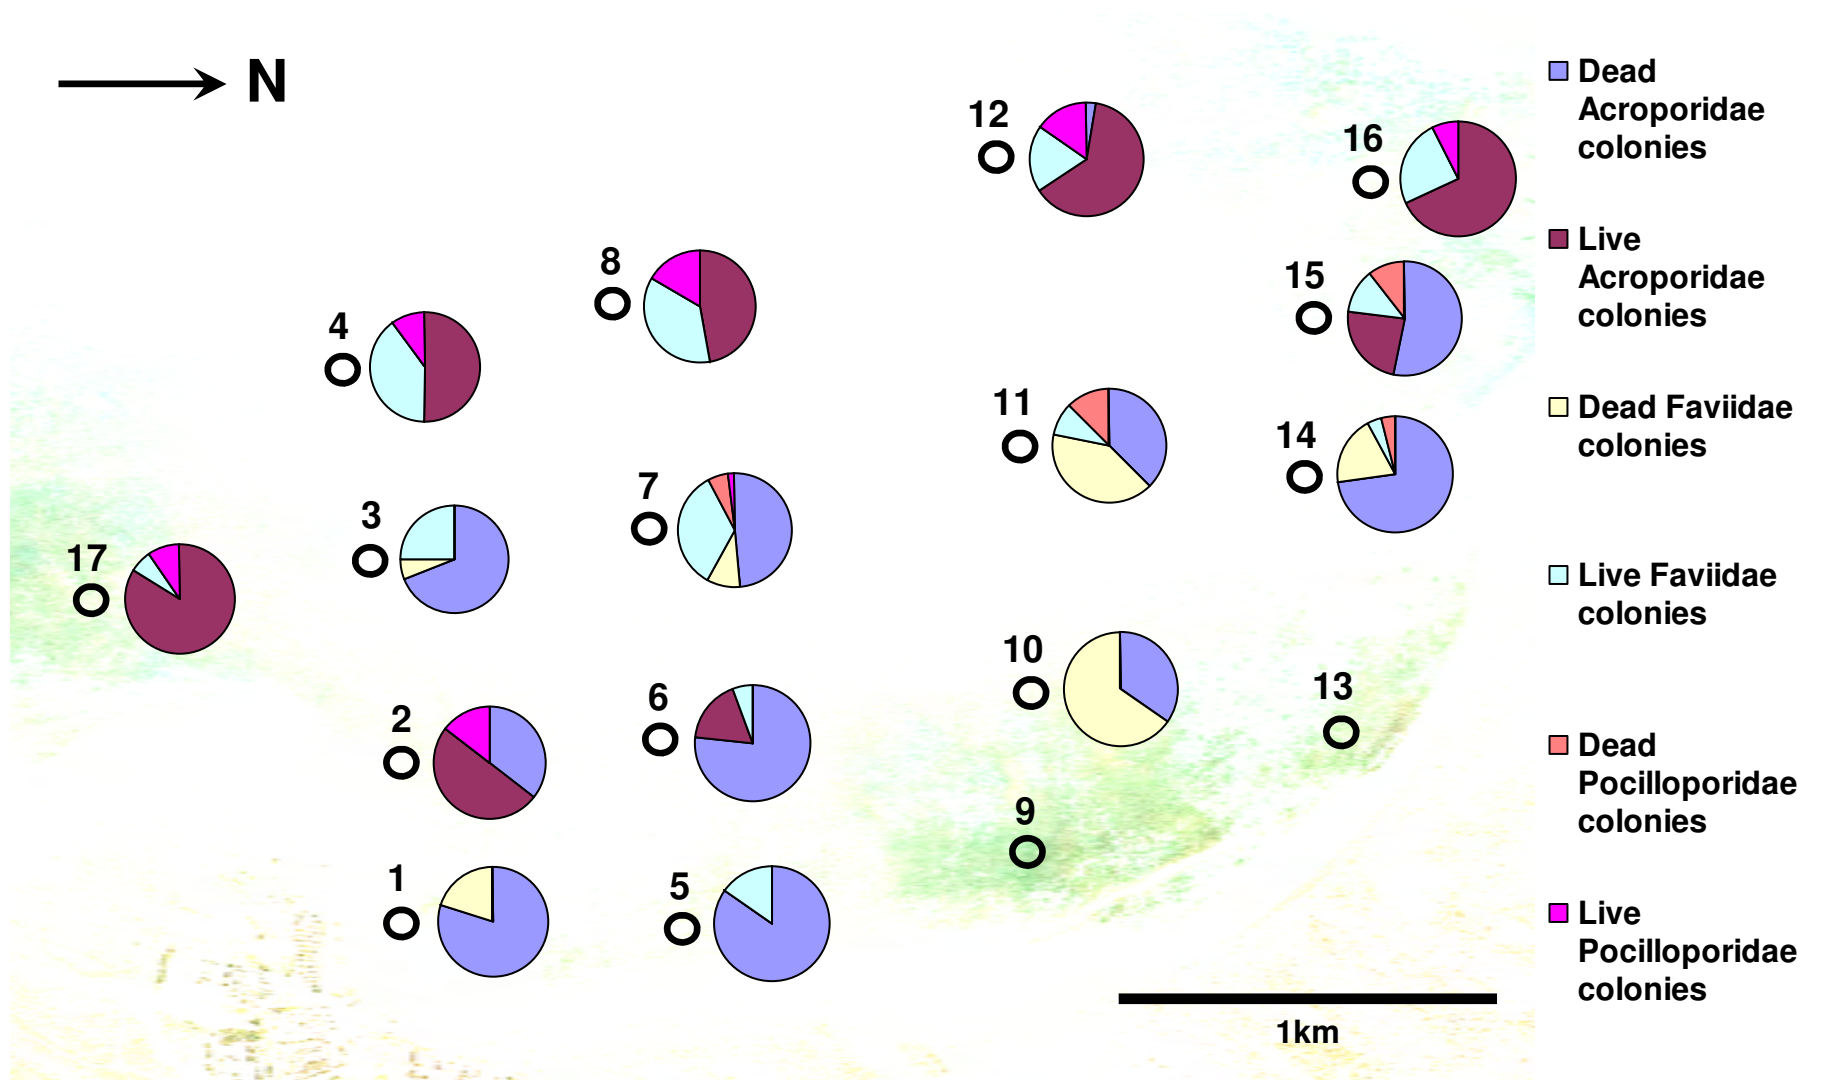 N
12
16
8
15
4
11
14
7
3
17
10
13
6
2
9
1
5
1km
Dead
Acroporidae
colonies
Live
Acroporidae
colonies
Dead Faviidae
colonies
Live Faviidae
colonies
Dead
Pocilloporidae
colonies
Live
Pocilloporidae
colonies